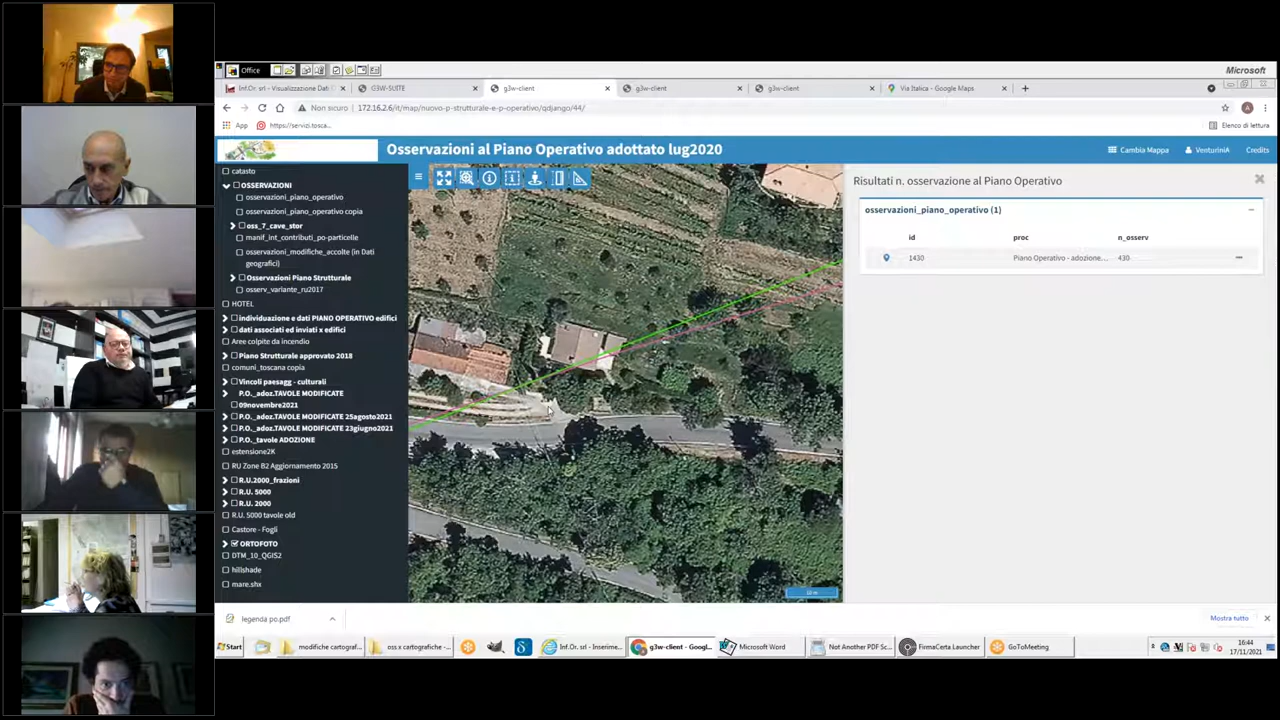 Office
Microsoft
Inf.Or. srl - Visualizzazione Dati
G3W-SUITE
g3w-client
g3w-client
g3w-client
Via Italica - Google Maps
Non sicuro
172.16.2.6/it/map/nuovo-p-strutturale-e-p-operativo/qdjango/44/
App
https://servizi.tosca...
Elenco di lettura
Osservazioni al Piano Operativo adottato lug2020
Cambia Mappa
VenturiniA
Credits
catasto
OSSERVAZIONI
osservazioni_piano_operativo
osservazioni_piano_operativo copia
oss_7_cave_stor
manif_int_contributi_po-particelle
osservazioni_modifiche_accolte (in Dati
geografici)
Osservazioni Piano Strutturale
osserv_variante_ru2017
HOTEL
individuazione e dati PIANO OPERATIVO edifici
dati associati ed inviati x edifici
Aree colpite da incendio
Piano Strutturale approvato 2018
comuni_toscana copia
Vincoli paesagg - culturali
P.O._adoz.TAVOLE MODIFICATE
09novembre2021
P.O._adoz.TAVOLE MODIFICATE 25agosto2021
P.O._adoz.TAVOLE MODIFICATE 23giugno2021
P.O._tavole ADOZIONE
estensione2K
RU Zone B2 Aggiornamento 2015
R.U.2000_frazioni
R.U. 5000
R.U. 2000
R.U. 5000 tavole old
Castore - Fogli
ORTOFOTO
DTM_10_QGIS2
hillshade
mare.shx
10 m
Risultati n. osservazione al Piano Operativo
osservazioni_piano_operativo (1)
id proc n_osserv
1430 Piano Operativo - adozione... 430
legenda po.pdf
Mostra tutto
Start
modifiche cartograf...
oss x cartografiche -...
Inf.Or. srl - Inserime...
g3w-client - Googl...
Microsoft Word
Not Another PDF Sc...
FirmaCerta Launcher
GoToMeeting
16:44
17/11/2021